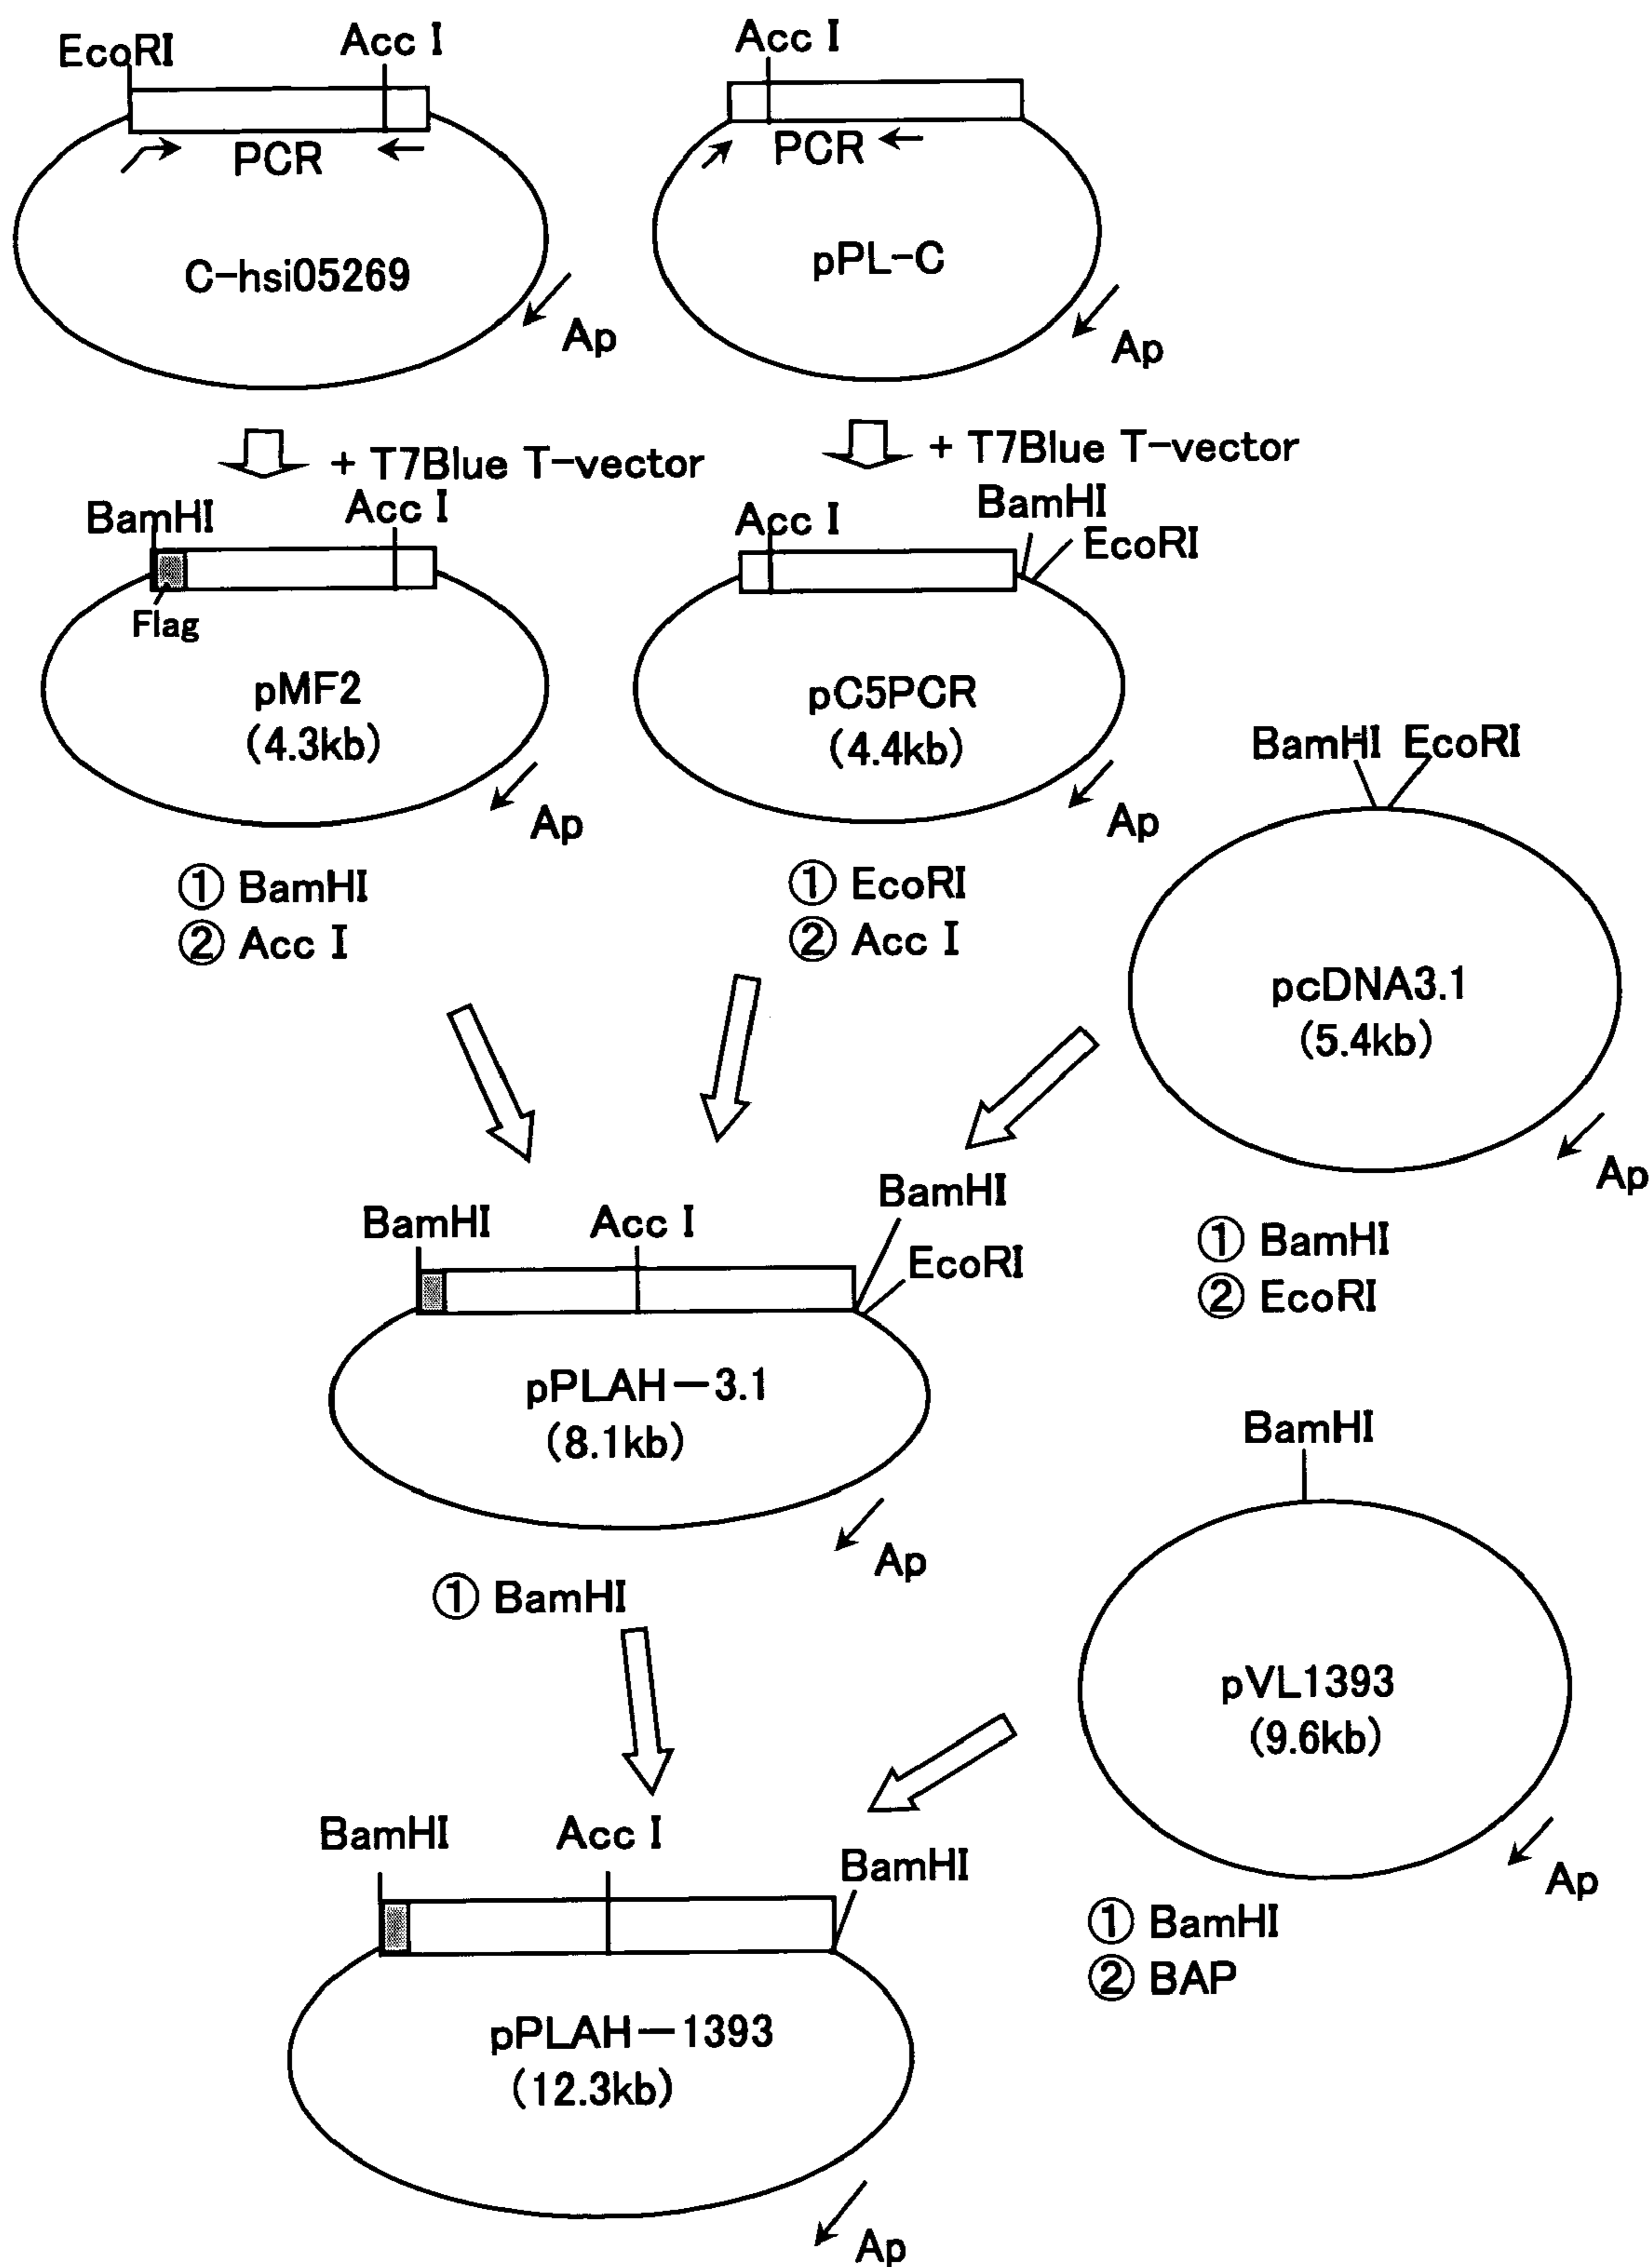 EcoRI
Acc I
PCR
C-hsi05269
Ap
Acc I
PCR
pPL-C
Ap
+ T7Blue T-vector
+ T7Blue T-vector
BamHI
Acc I
Flag
pMF2
(4.3kb)
Ap
Acc I
BamHI
EcoRI
pC5PCR
(4.4kb)
Ap
① BamHI
② Acc I
① EcoRI
② Acc I
BamHI EcoRI
pcDNA3.1
(5.4kb)
Ap
① BamHI
② EcoRI
BamHI
Acc I
BamHI
EcoRI
pPLAH-3.1
(8.1kb)
Ap
① BamHI
BamHI
pVL1393
(9.6kb)
Ap
① BamHI
② BAP
BamHI
Acc I
BamHI
pPLAH-1393
(12.3kb)
Ap